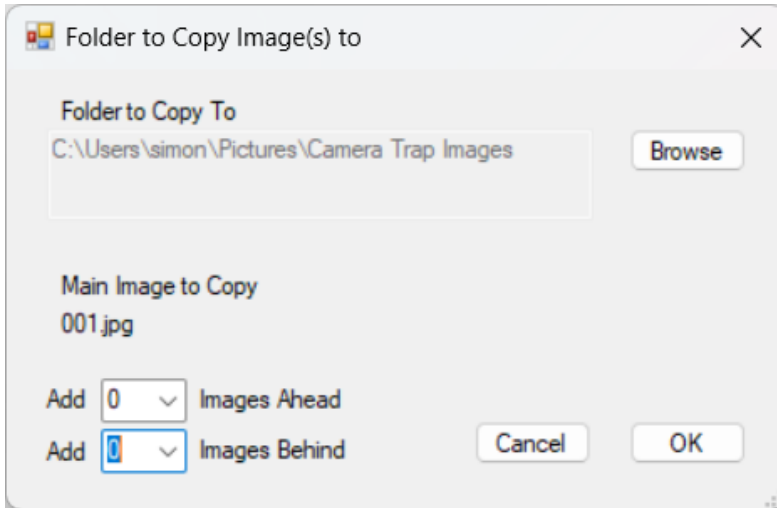 Folder to Copy Image(s) to
Folder to Copy To
C:\Users\simon\Pictures\Camera Trap Images
Browse
Main Image to Copy
001.jpg
Add 0 Images Ahead
Add 0 Images Behind
Cancel
OK